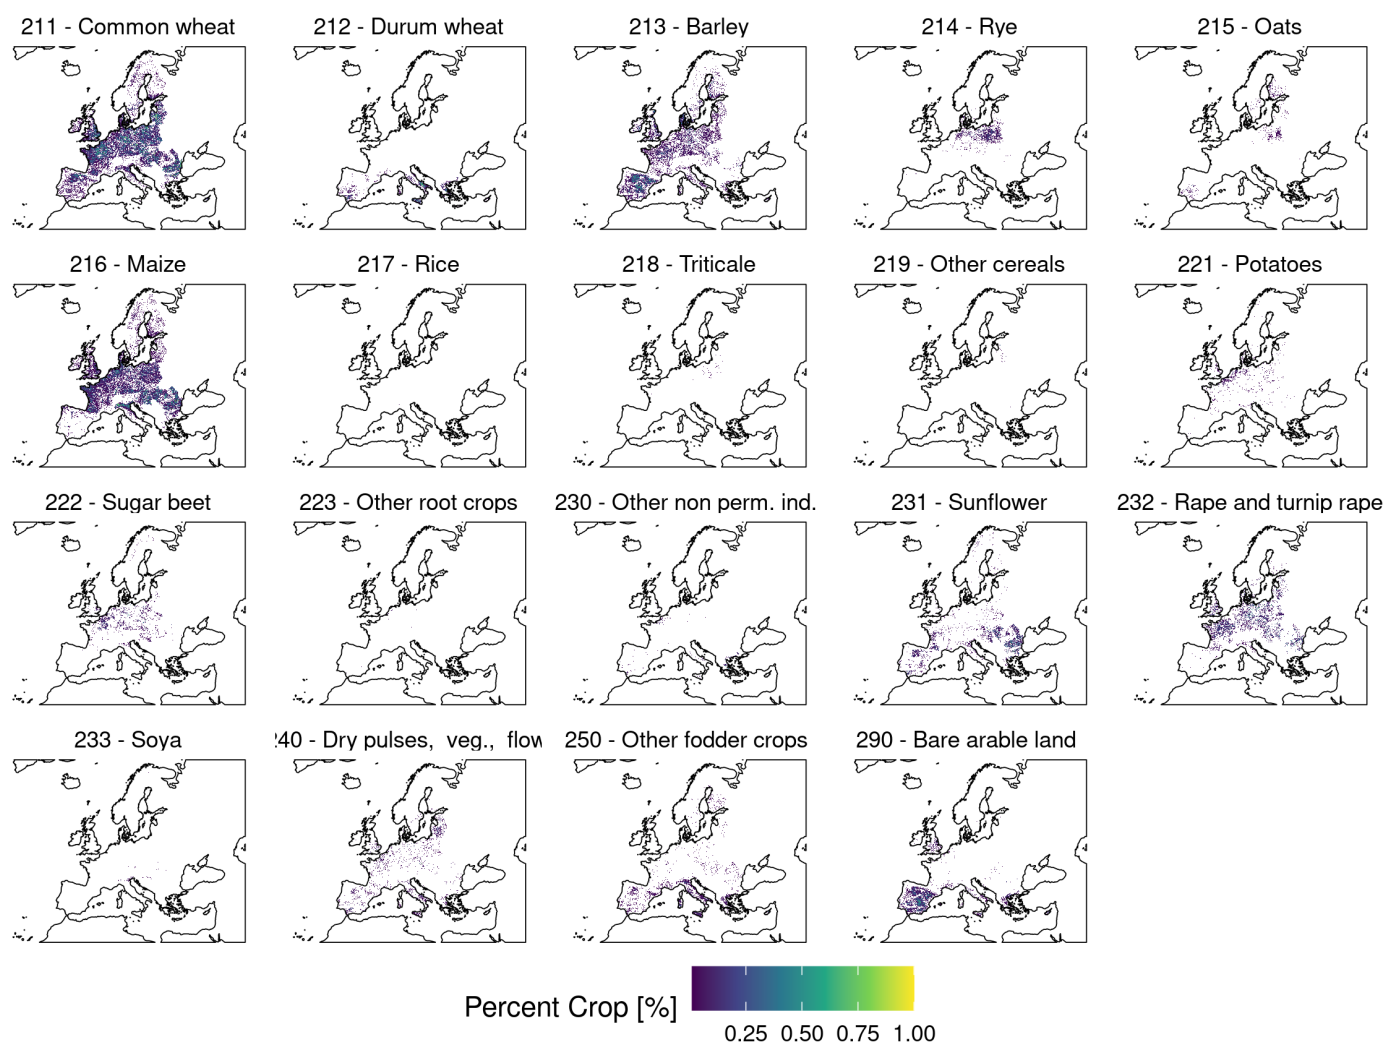 211 - Common wheat
212 - Durum wheat
213 - Barley
214 - Rye
215 - Oats
216 - Maize
217 - Rice
218 - Triticale
219 - Other cereals
221 - Potatoes
222 - Sugar beet
223 - Other root crops
230 - Other non perm. ind.
231 - Sunflower
232 - Rape and turnip rape
233 - Soya
240 - Dry pulses,  veg.,  flow
250 - Other fodder crops
290 - Bare arable land
Percent Crop [%]
0.25 0.50 0.75 1.00